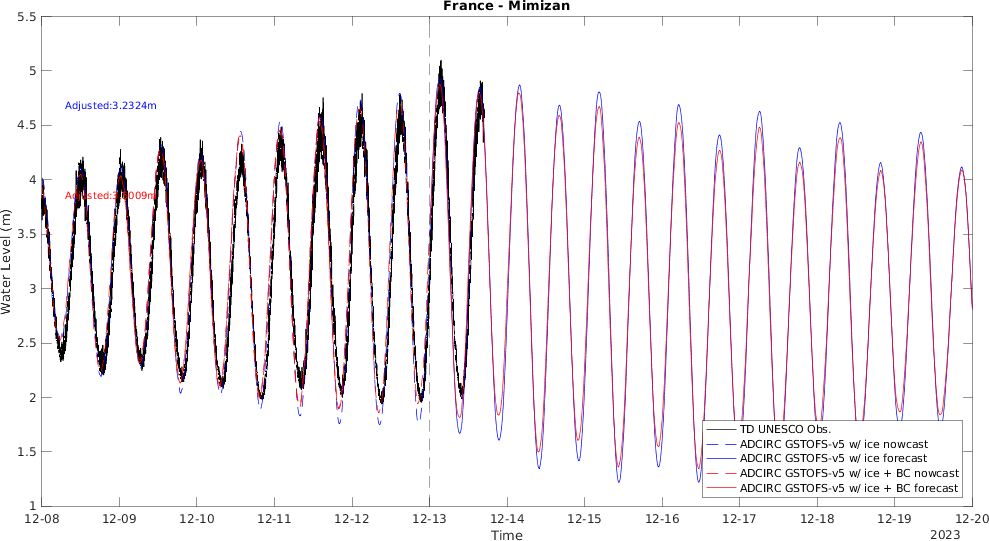 France - Mimizan
Water Level (m)
5.5
5
4.5
4
3.5
3
2.5
2
1.5
1
Adjusted:3.2324m
TD UNESCO Obs.
ADCIRC GSTOFS-v5 w/ ice nowcast
ADCIRC GSTOFS-v5 w/ ice forecast
ADCIRC GSTOFS-v5 w/ ice + BC nowcast
ADCIRC GSTOFS-v5 w/ ice + BC forecast
12-08 12-09 12-10 12-11 12-12 12-13 12-14 12-15 12-16 12-17 12-18 12-19 12-20
Time
2023